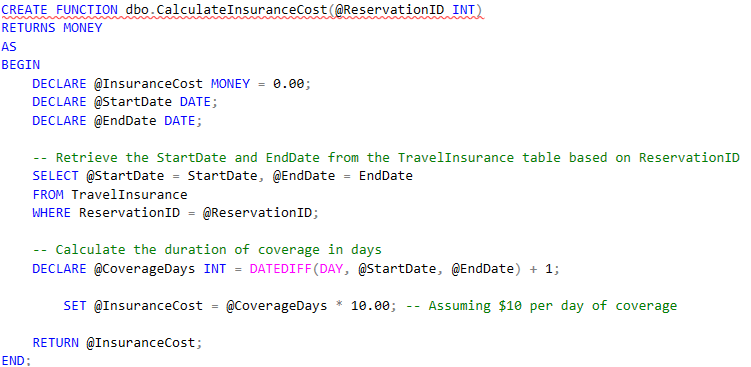 CREATE FUNCTION dbo.CalculateInsuranceCost(@ReservationID INT)
RETURNS MONEY
AS
BEGIN
    DECLARE @InsuranceCost MONEY = 0.00;
    DECLARE @StartDate DATE;
    DECLARE @EndDate DATE;

    -- Retrieve the StartDate and EndDate from the TravelInsurance table based on ReservationID
    SELECT @StartDate = StartDate, @EndDate = EndDate
    FROM TravelInsurance
    WHERE ReservationID = @ReservationID;

    -- Calculate the duration of coverage in days
    DECLARE @CoverageDays INT = DATEDIFF(DAY, @StartDate, @EndDate) + 1;

        SET @InsuranceCost = @CoverageDays * 10.00; -- Assuming $10 per day of coverage

    RETURN @InsuranceCost;
END;